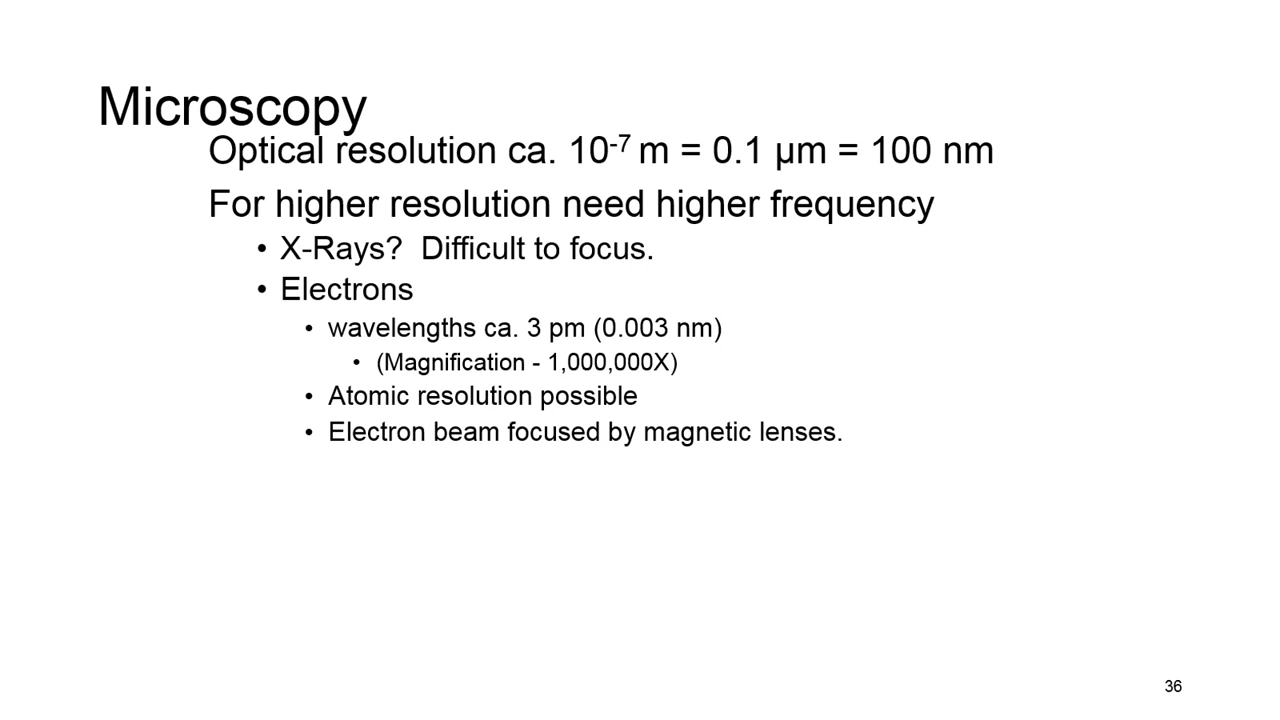 Microscopy
Optical resolution ca. 10⁻⁷ m = 0.1 μm = 100 nm
For higher resolution need higher frequency
• X-Rays?  Difficult to focus.
• Electrons
• wavelengths ca. 3 pm (0.003 nm)
• (Magnification - 1,000,000X)
• Atomic resolution possible
• Electron beam focused by magnetic lenses.
36